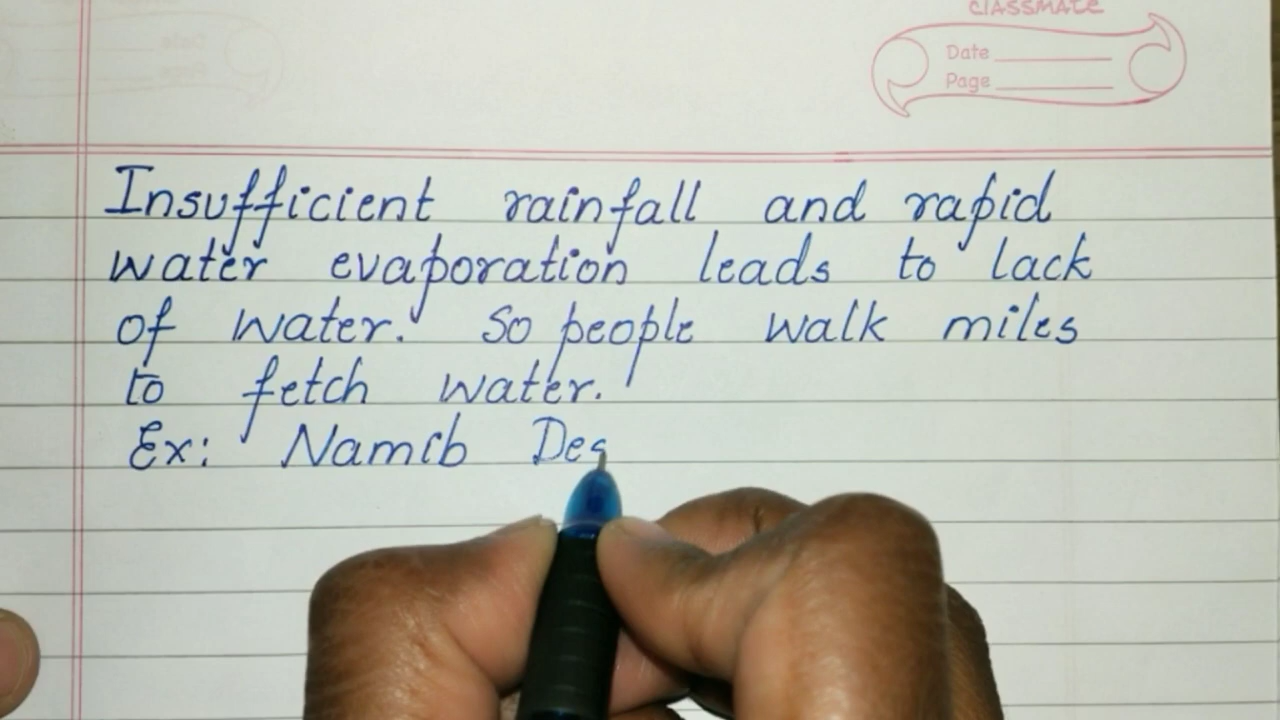 CLASSMATE
Date
Page
Insufficient rainfall and rapid
water evaporation leads to lack
of water. So people walk miles
to fetch water.
Ex: Namib Des